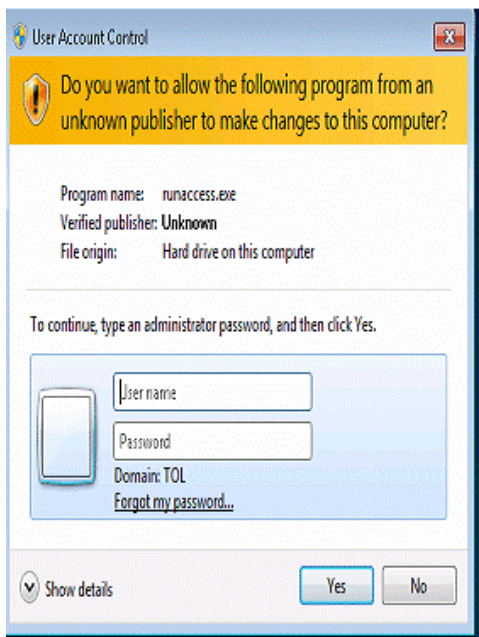 User Account Control
Do you want to allow the following program from an
unknown publisher to make changes to this computer?
Program name: runaccess.exe
Verified publisher: Unknown
File origin: Hard drive on this computer
To continue, type an administrator password, and then click Yes.
User name
Password
Domain: TOL
Forgot my password...
Show details
Yes
No